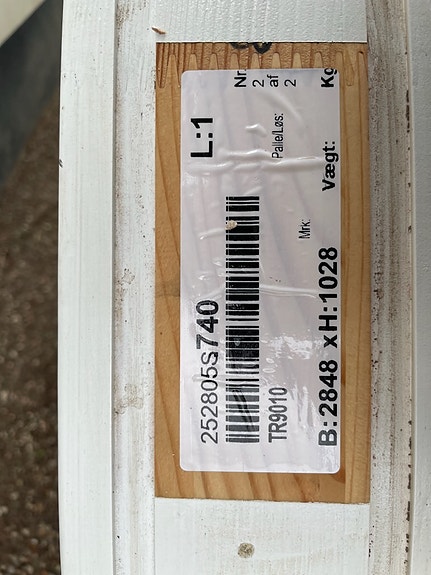 252805S740 L:1
Nr.
2
af
2
TR9010
Palle/Løs:
Mrk:
B:2848 xH:1028 Vægt: Kg